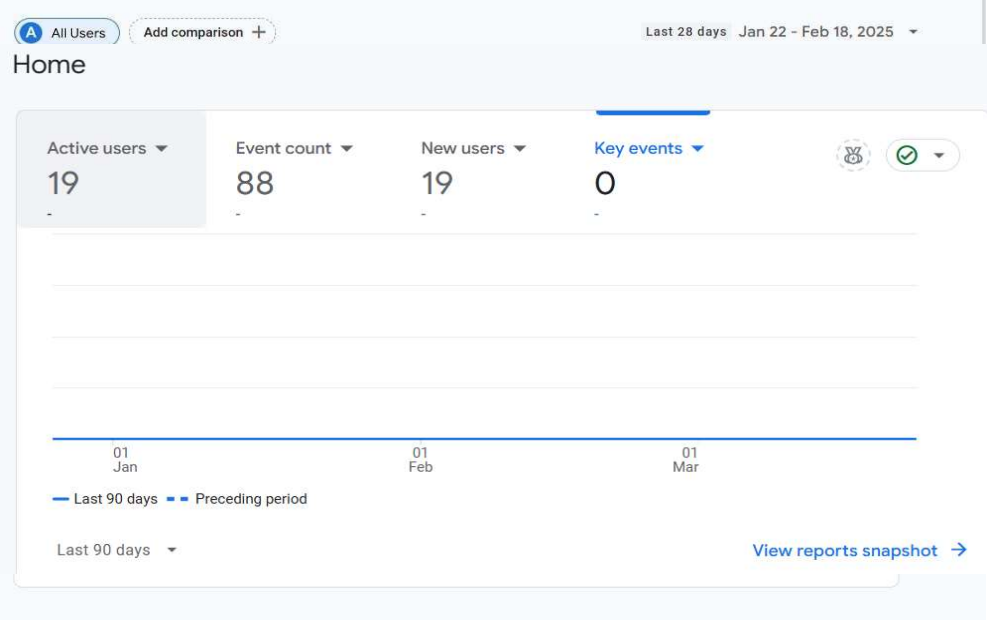 A All Users Add comparison + Last 28 days Jan 22 - Feb 18, 2025
Home
Active users Event count New users Key events
19 88 19 0
- - - -
01 01 01
Jan Feb Mar
Last 90 days Preceding period
Last 90 days View reports snapshot →